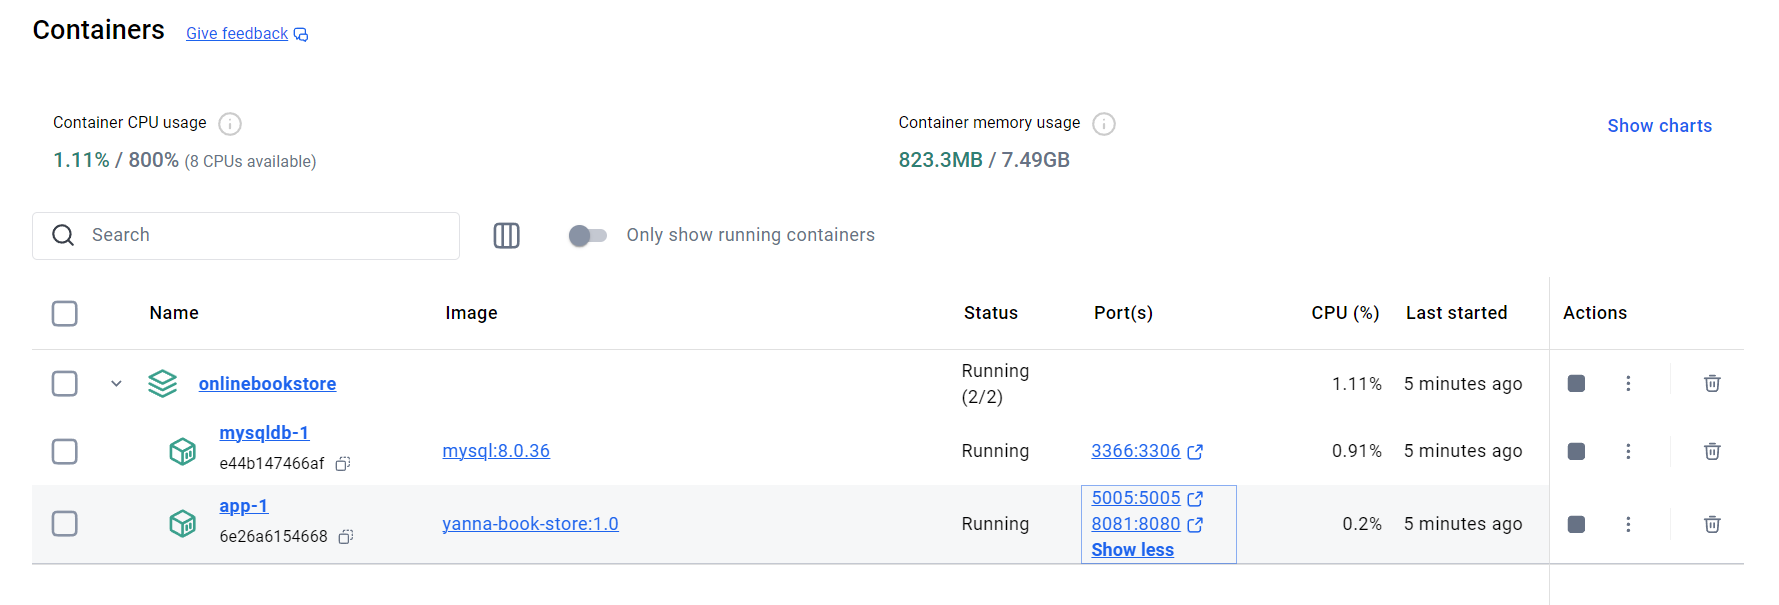 Containers Give feedback
Container CPU usage
1.11% / 800% (8 CPUs available)
Container memory usage
823.3MB / 7.49GB
Show charts
Search
Only show running containers
Name Image Status Port(s) CPU (%) Last started Actions
onlinebookstore Running (2/2) 1.11% 5 minutes ago
mysqldb-1
e44b147466af
mysql:8.0.36 Running 3366:3306 0.91% 5 minutes ago
app-1
6e26a6154668
yanna-book-store:1.0 Running
5005:5005
8081:8080
Show less
0.2% 5 minutes ago